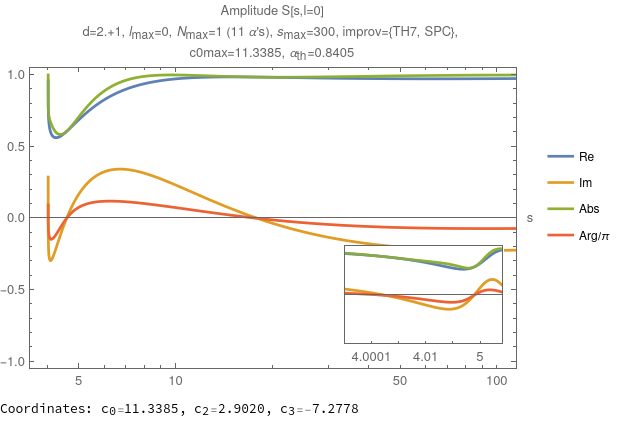 Amplitude S[s,l=0]
d=2.+1, lmax=0, Nmax=1 (11 α's), smax=300, improv={TH7, SPC},
c0max=11.3385, αth=0.8405
1.0
0.5
0.0
−0.5
−1.0
s
Re
Im
Abs
Arg/π
4.0001 4.01 5
5 10 50 100
Coordinates: c0=11.3385, c2=2.9020, c3=-7.2778